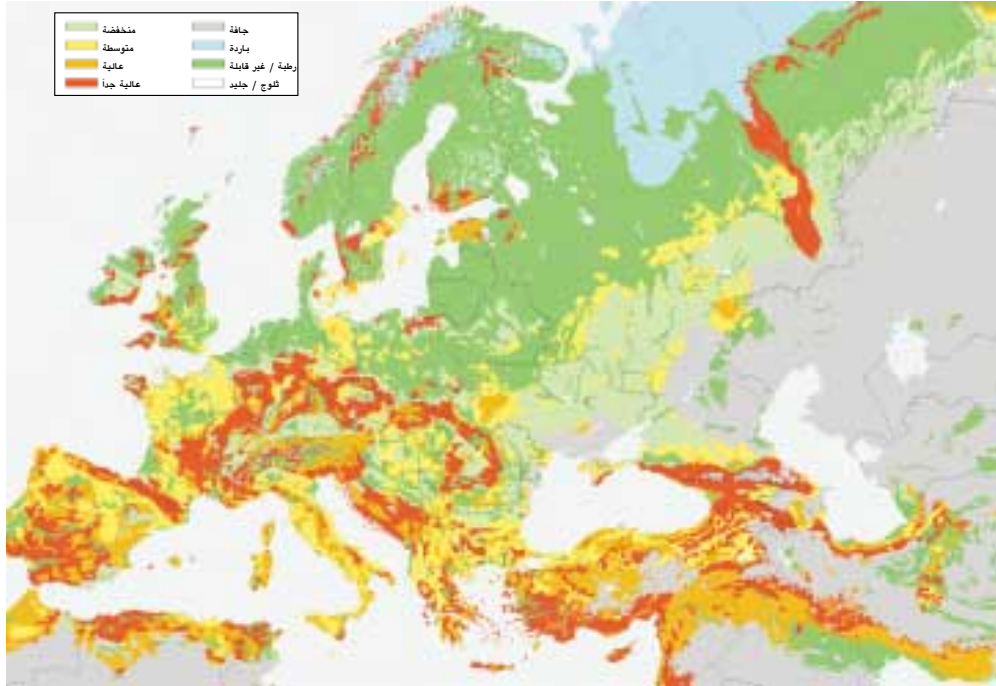 جافة
منخفضة
باردة
متوسطة
رطبة / غير قابلة
عالية
ثلوج / جليد
عالية جداً